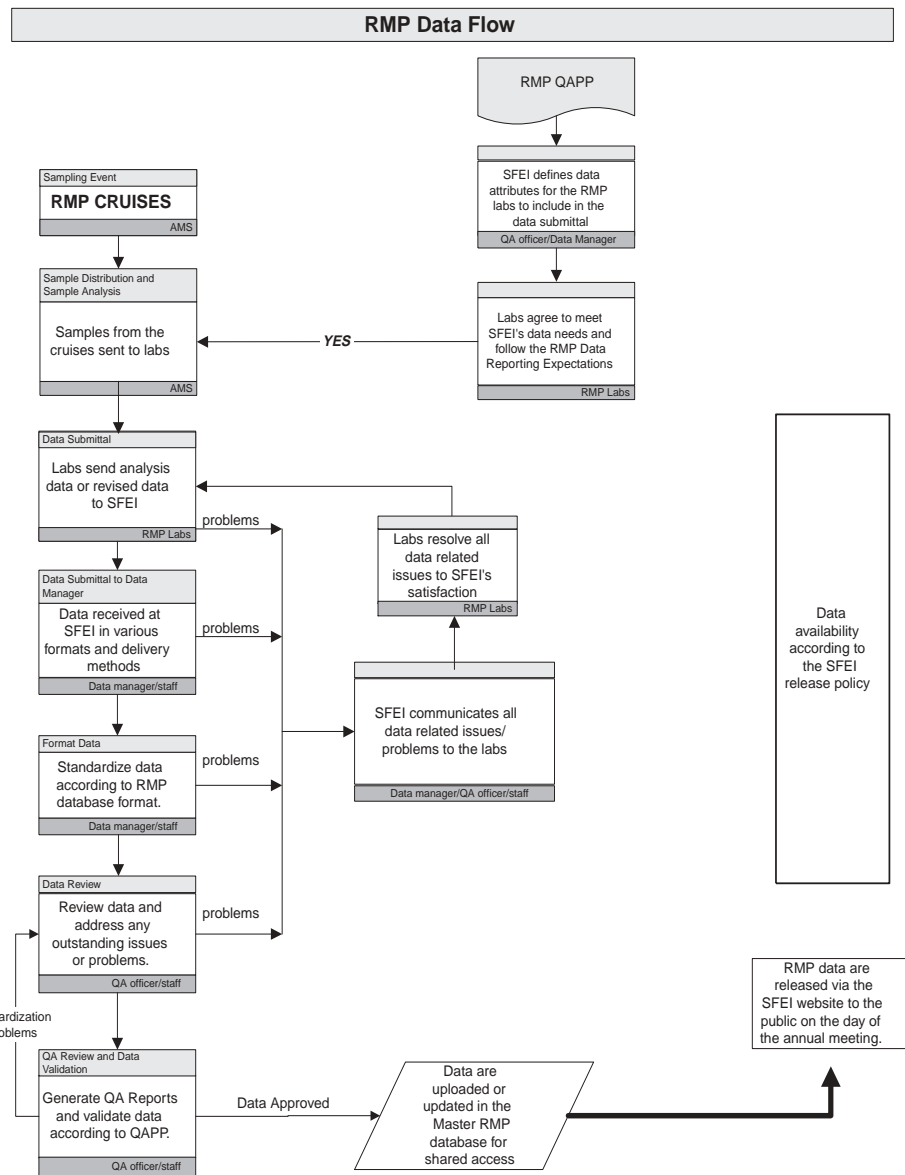 RMP Data Flow
RMP QAPP
SFEI defines data
attributes for the RMP
labs to include in the
data submittal
QA officer/Data Manager
Sampling Event
RMP CRUISES
AMS
Sample Distribution and
Sample Analysis
Samples from the
cruises sent to labs
AMS
YES
Labs agree to meet
SFEI's data needs and
follow the RMP Data
Reporting Expectations
RMP Labs
Data Submittal
Labs send analysis
data or revised data
to SFEI
RMP Labs
problems
Labs resolve all
data related
issues to SFEI's
satisfaction
RMP Labs
Data Submittal to Data
Manager
Data received at
SFEI in various
formats and delivery
methods
Data manager/staff
problems
SFEI communicates all
data related issues/
problems to the labs
Data manager/QA officer/staff
Data
availability
according to
the SFEI
release policy
Format Data
Standardize data
according to RMP
database format.
Data manager/staff
problems
Data Review
Review data and
address any
outstanding issues
or problems.
QA officer/staff
problems
ardization
oblems
QA Review and Data
Validation
Generate QA Reports
and validate data
according to QAPP.
QA officer/staff
Data Approved
Data are
uploaded or
updated in the
Master RMP
database for
shared access
RMP data are
released via the
SFEI website to the
public on the day of
the annual meeting.